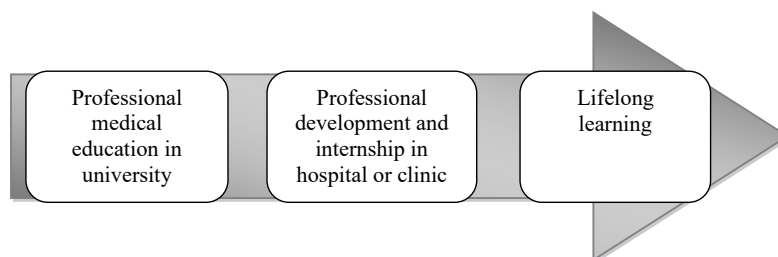 Professional
medical
education in
university
Professional
development and
internship in
hospital or clinic
Lifelong
learning